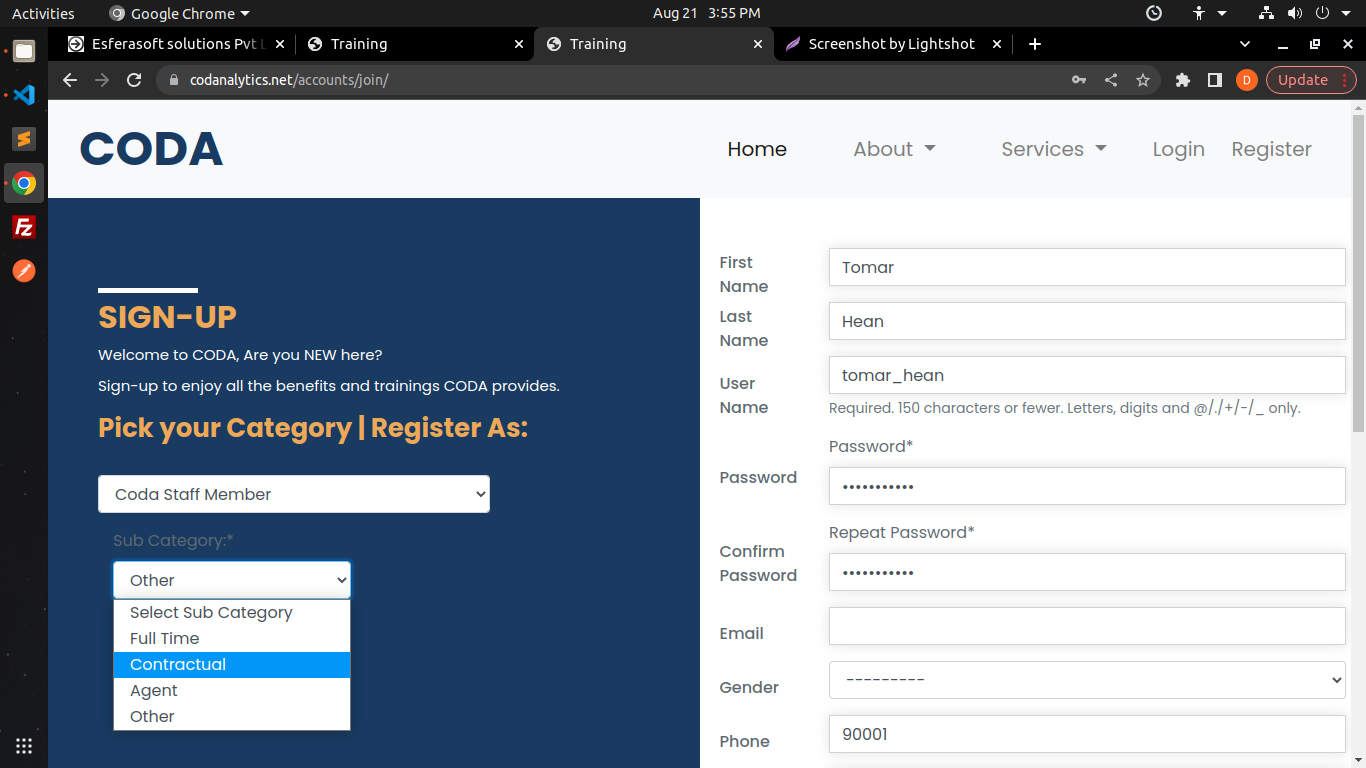 Activities
Google Chrome
Aug 21 3:55 PM
Esferasoft solutions Pvt L
Training
Training
Screenshot by Lightshot
codanalytics.net/accounts/join/
D
Update
CODA
Home
About
Services
Login
Register
SIGN-UP
Welcome to CODA, Are you NEW here?
Sign-up to enjoy all the benefits and trainings CODA provides.
Pick your Category | Register As:
Coda Staff Member
Sub Category:*
Other
Select Sub Category
Full Time
Contractual
Agent
Other
First
Name
Tomar
Last
Name
Hean
User
Name
tomar_hean
Required. 150 characters or fewer. Letters, digits and @/./+/-/_ only.
Password*
Password
•••••••••••
Repeat Password*
Confirm
Password
•••••••••••
Email
Gender
---------
Phone
90001